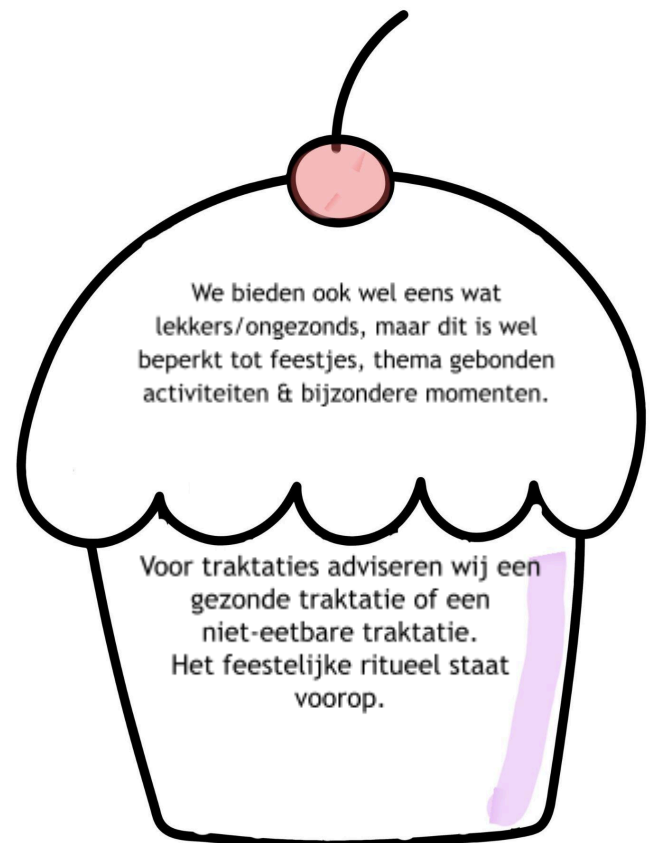 We bieden ook wel eens wat
lekkers/ongezonds, maar dit is wel
beperkt tot feestjes, thema gebonden
activiteiten & bijzondere momenten.
Voor traktaties adviseren wij een
gezonde traktatie of een
niet-eetbare traktatie.
Het feestelijke ritueel staat
voorop.